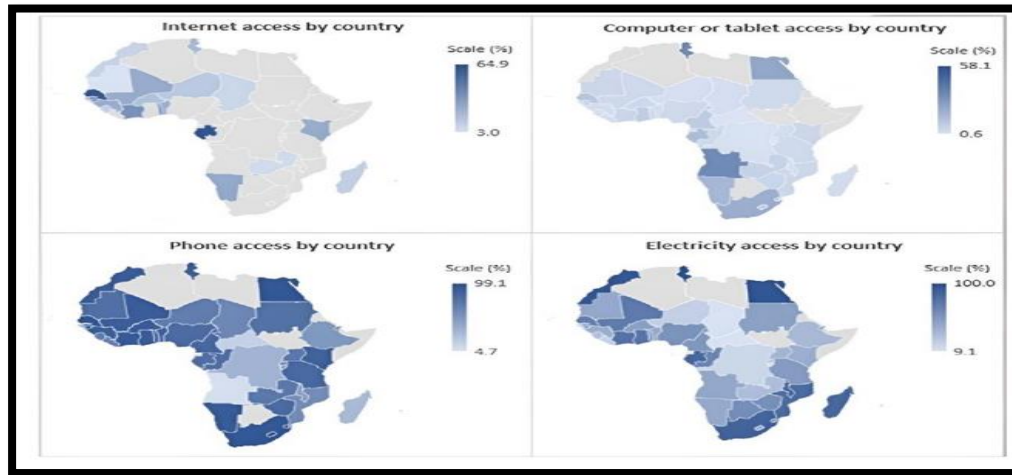 Internet access by country
Scale (%)
64.9
3.0
Computer or tablet access by country
Scale (%)
58.1
0.6
Phone access by country
Scale (%)
99.1
4.7
Electricity access by country
Scale (%)
100.0
9.1